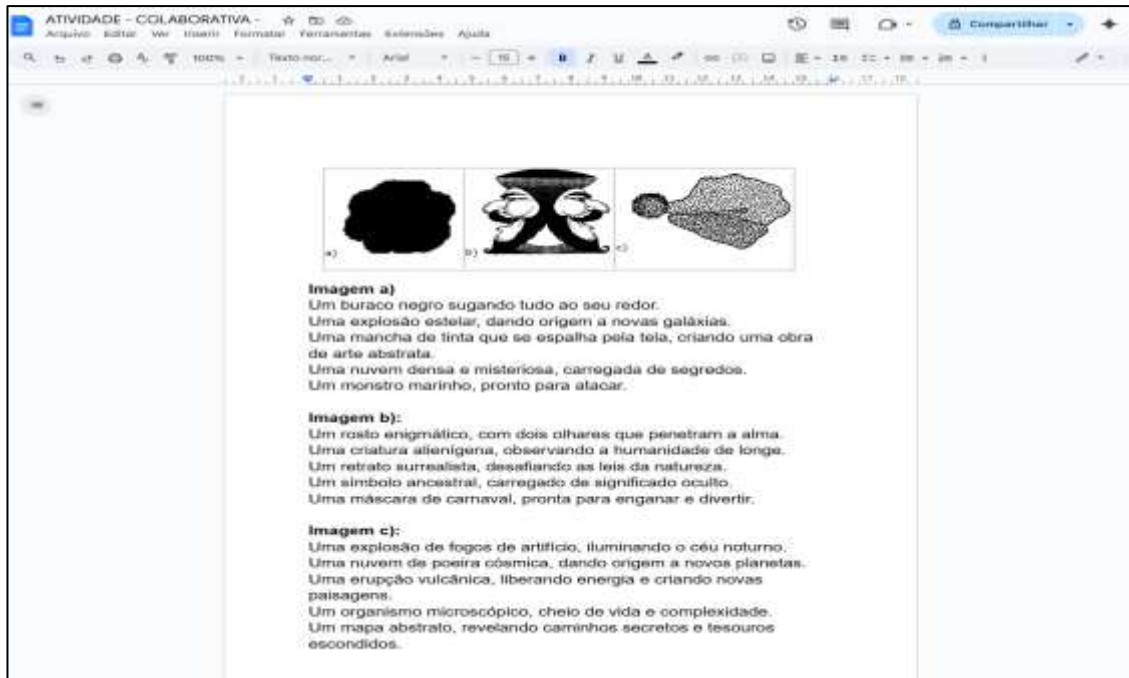 ATIVIDADE - COLABORATIVA -
Arquivo Editar Ver Inserir Formatar Ferramentas Extensões Ajuda
Compartilhar
100% Texto nor... Arial
a)
b)
c)
Imagem a)
Um buraco negro sugando tudo ao seu redor.
Uma explosão estelar, dando origem a novas galáxias.
Uma mancha de tinta que se espalha pela tela, criando uma obra
de arte abstrata.
Uma nuvem densa e misteriosa, carregada de segredos.
Um monstro marinho, pronto para atacar.
Imagem b):
Um rosto enigmático, com dois olhares que penetram a alma.
Uma criatura alienígena, observando a humanidade de longe.
Um retrato surrealista, desafiando as leis da natureza.
Um símbolo ancestral, carregado de significado oculto.
Uma máscara de carnaval, pronta para enganar e divertir.
Imagem c):
Uma explosão de fogos de artifício, iluminando o céu noturno.
Uma nuvem de poeira cósmica, dando origem a novos planetas.
Uma erupção vulcânica, liberando energia e criando novas
paisagens.
Um organismo microscópico, cheio de vida e complexidade.
Um mapa abstrato, revelando caminhos secretos e tesouros
escondidos.